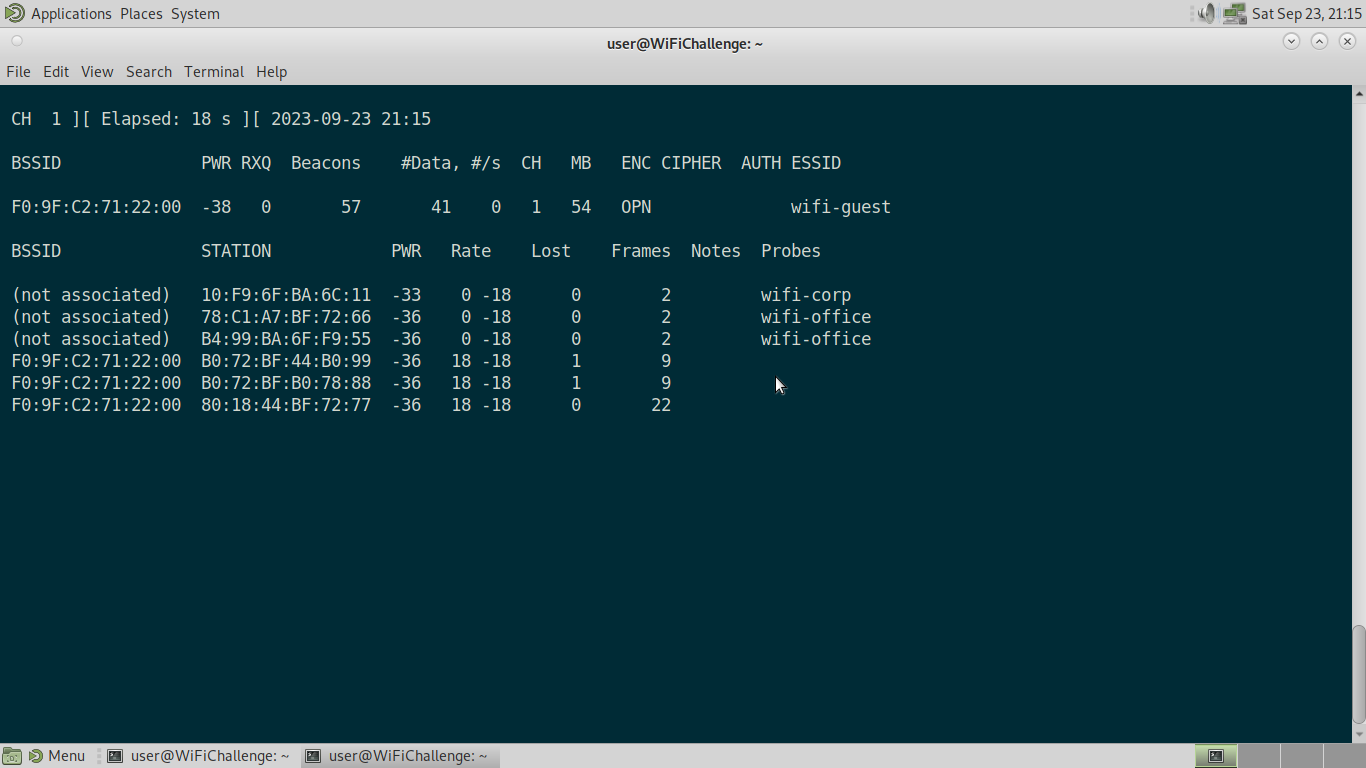 Applications Places System Sat Sep 23, 21:15
user@WiFiChallenge: ~
File Edit View Search Terminal Help
CH 1 ][ Elapsed: 18 s ][ 2023-09-23 21:15
BSSID PWR RXQ Beacons #Data, #/s CH MB ENC CIPHER AUTH ESSID
F0:9F:C2:71:22:00 -38 0 57 41 0 1 54 OPN wifi-guest
BSSID STATION PWR Rate Lost Frames Notes Probes
(not associated) 10:F9:6F:BA:6C:11 -33 0 -18 0 2 wifi-corp
(not associated) 78:C1:A7:BF:72:66 -36 0 -18 0 2 wifi-office
(not associated) B4:99:BA:6F:F9:55 -36 0 -18 0 2 wifi-office
F0:9F:C2:71:22:00 B0:72:BF:44:B0:99 -36 18 -18 1 9
F0:9F:C2:71:22:00 B0:72:BF:B0:78:88 -36 18 -18 1 9
F0:9F:C2:71:22:00 80:18:44:BF:72:77 -36 18 -18 0 22
Menu user@WiFiChallenge: ~ user@WiFiChallenge: ~